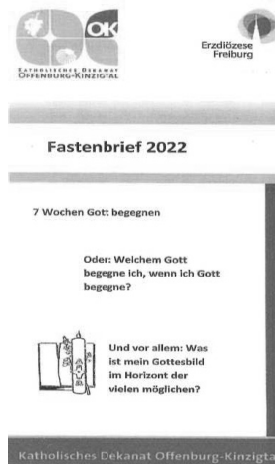 OK
KATHOLISCHES DEKANAT
OFFENBURG-KINZIGTAL
Erzdiözese
Freiburg
Fastenbrief 2022
7 Wochen Got: begegnen
Oder: Welchem Gott
begegne ich, wenn ich Gott
begegne?
Und vor allem: Was
ist mein Gottesbild
im Horizont der
vielen möglichen?
Katholisches Dekanat Offenburg-Kinzigta